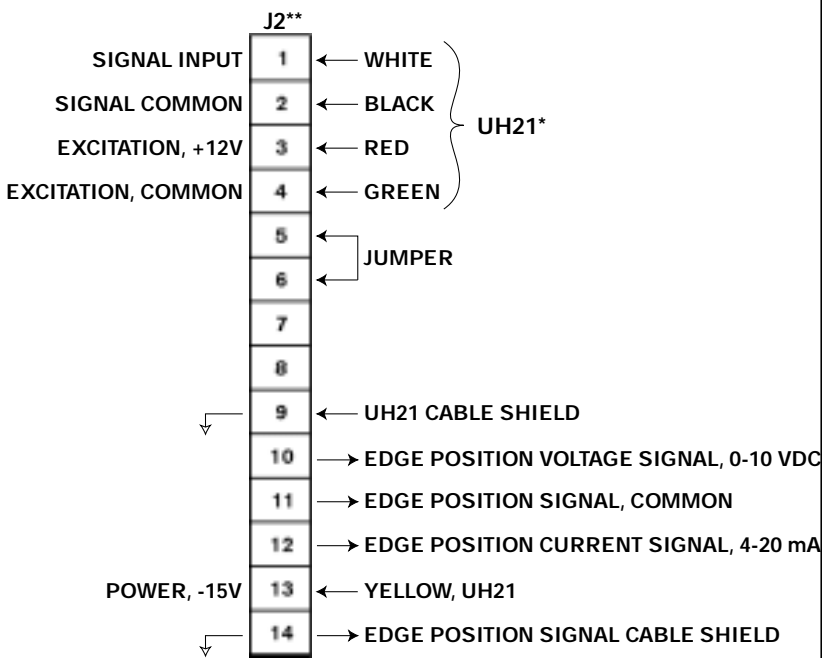 J2**
SIGNAL INPUT 1 WHITE
SIGNAL COMMON 2 BLACK
UH21*
EXCITATION, +12V 3 RED
EXCITATION, COMMON 4 GREEN
5
JUMPER
6
7
8
9 UH21 CABLE SHIELD
10 EDGE POSITION VOLTAGE SIGNAL, 0-10 VDC
11 EDGE POSITION SIGNAL, COMMON
12 EDGE POSITION CURRENT SIGNAL, 4-20 mA
POWER, -15V 13 YELLOW, UH21
14 EDGE POSITION SIGNAL CABLE SHIELD